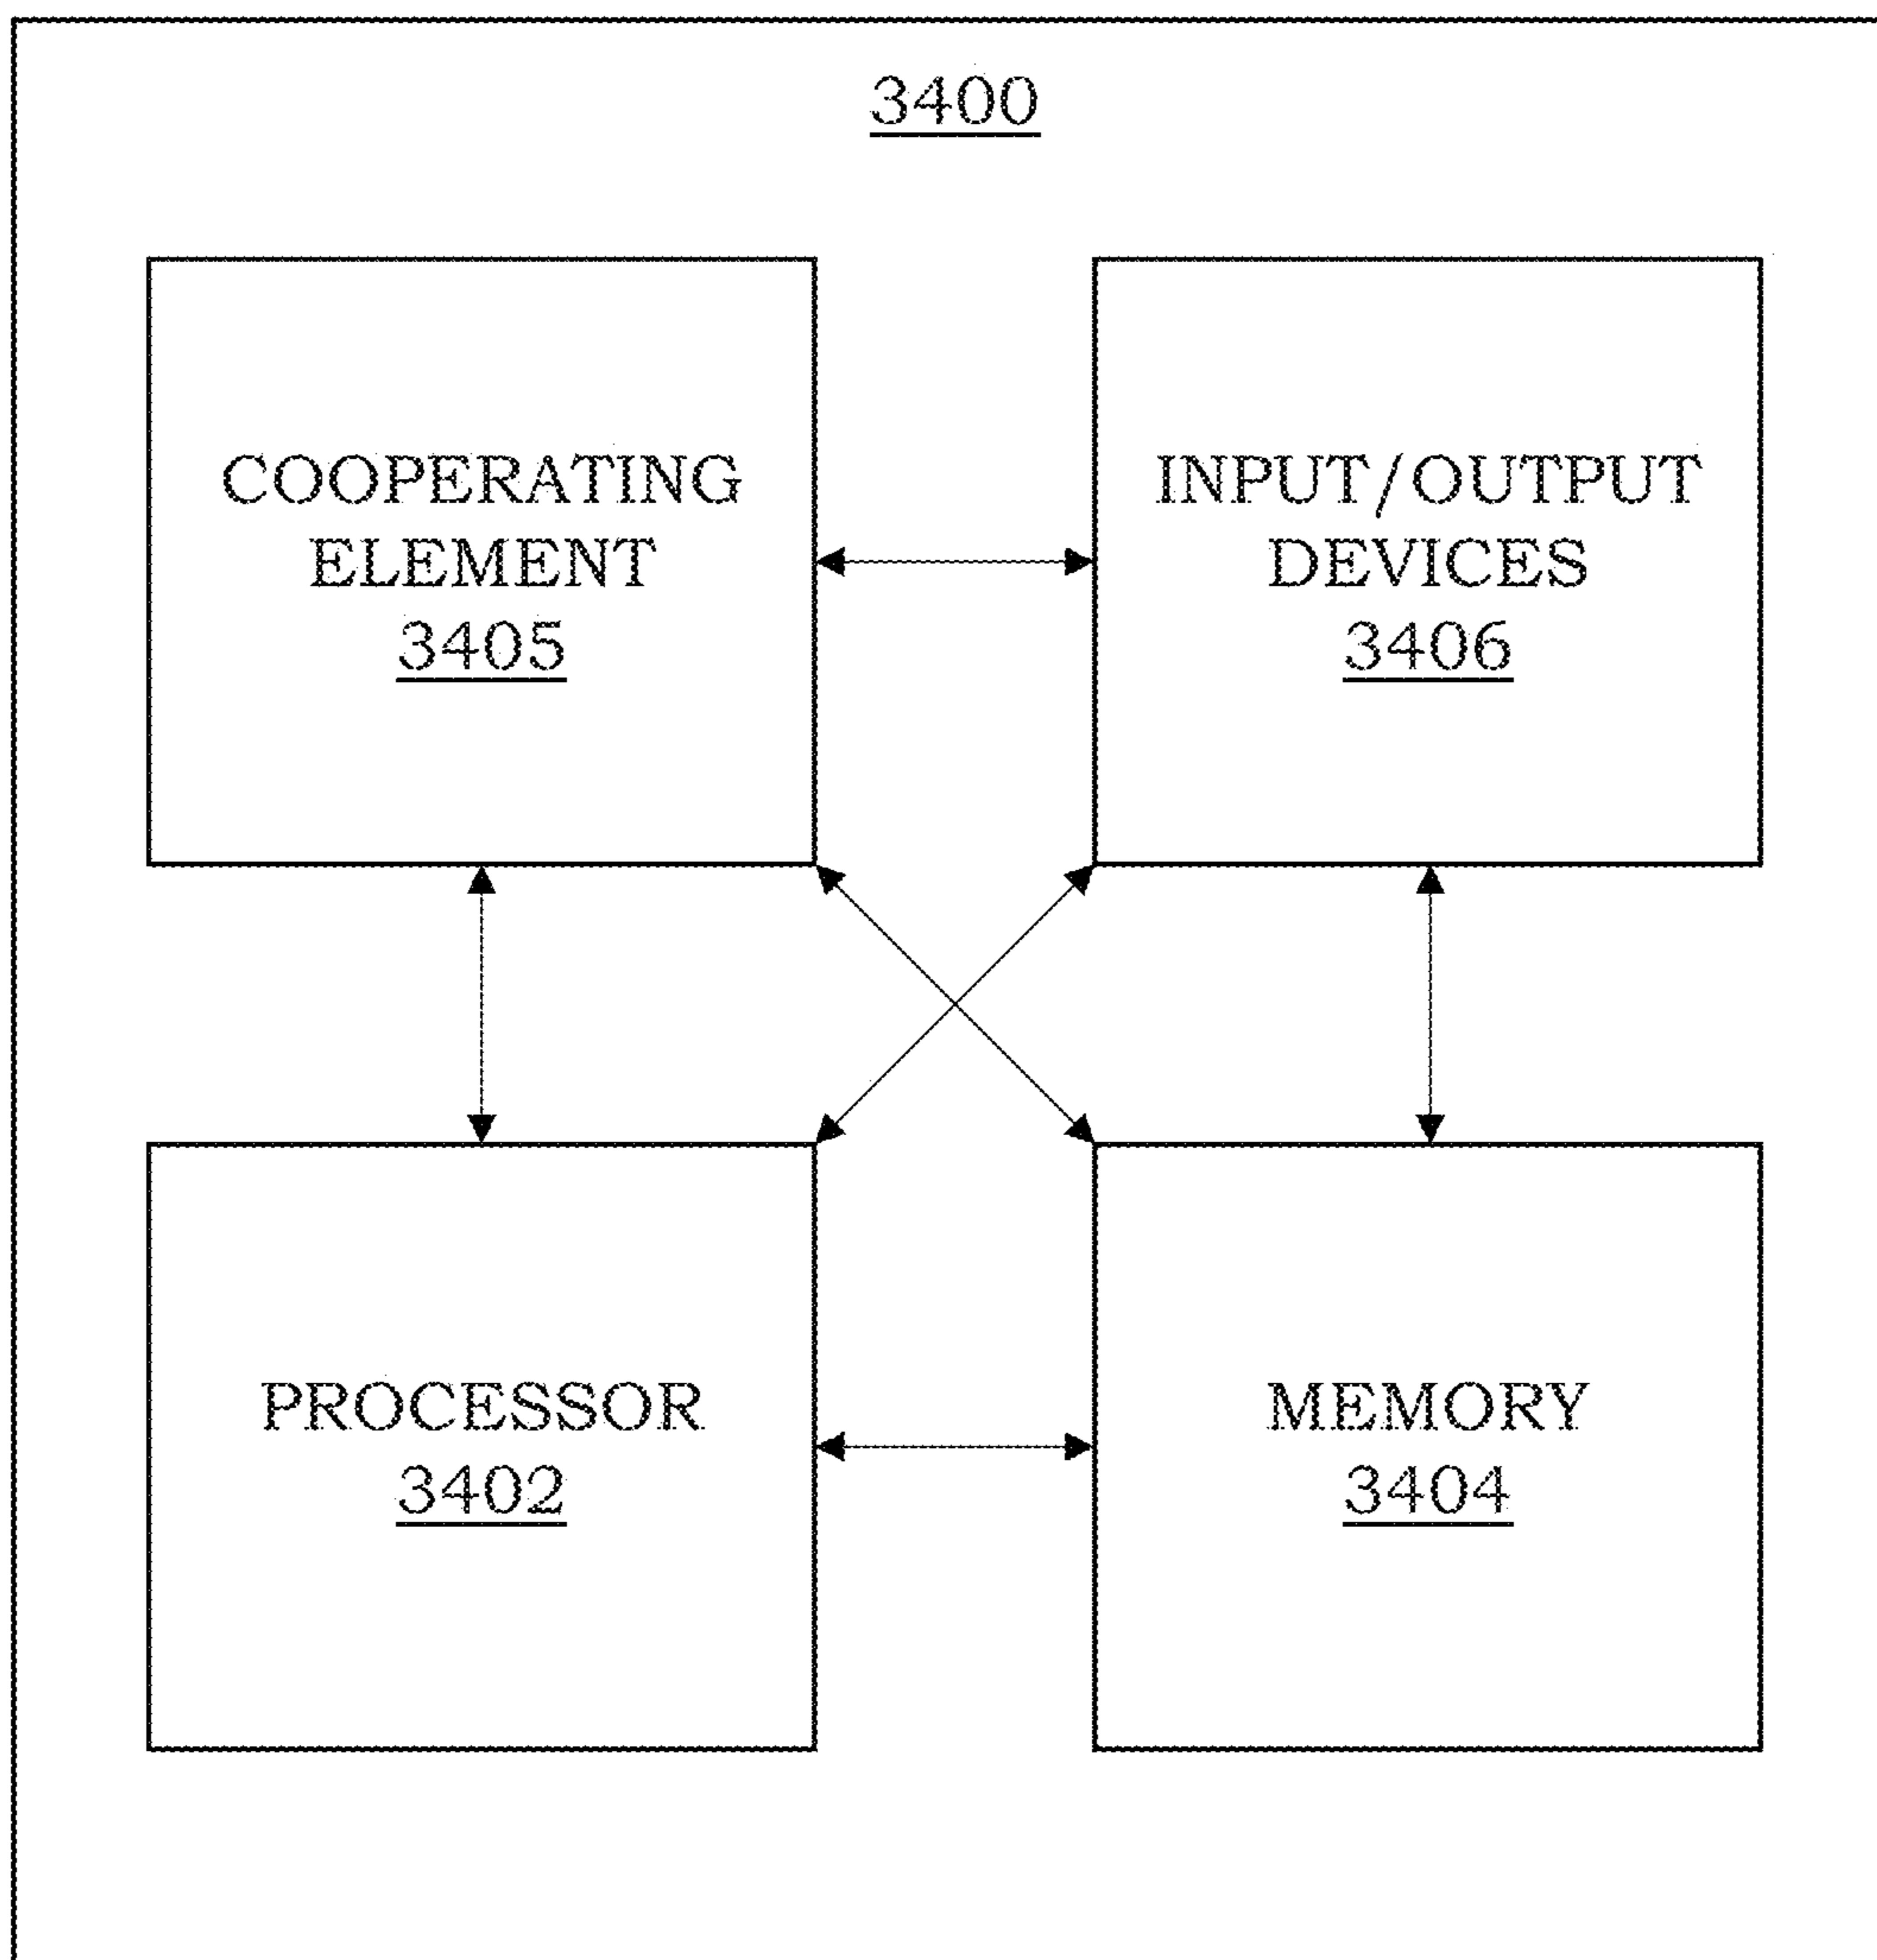 3400
COOPERATING
ELEMENT
3405
INPUT/OUTPUT
DEVICES
3406
PROCESSOR
3402
MEMORY
3404